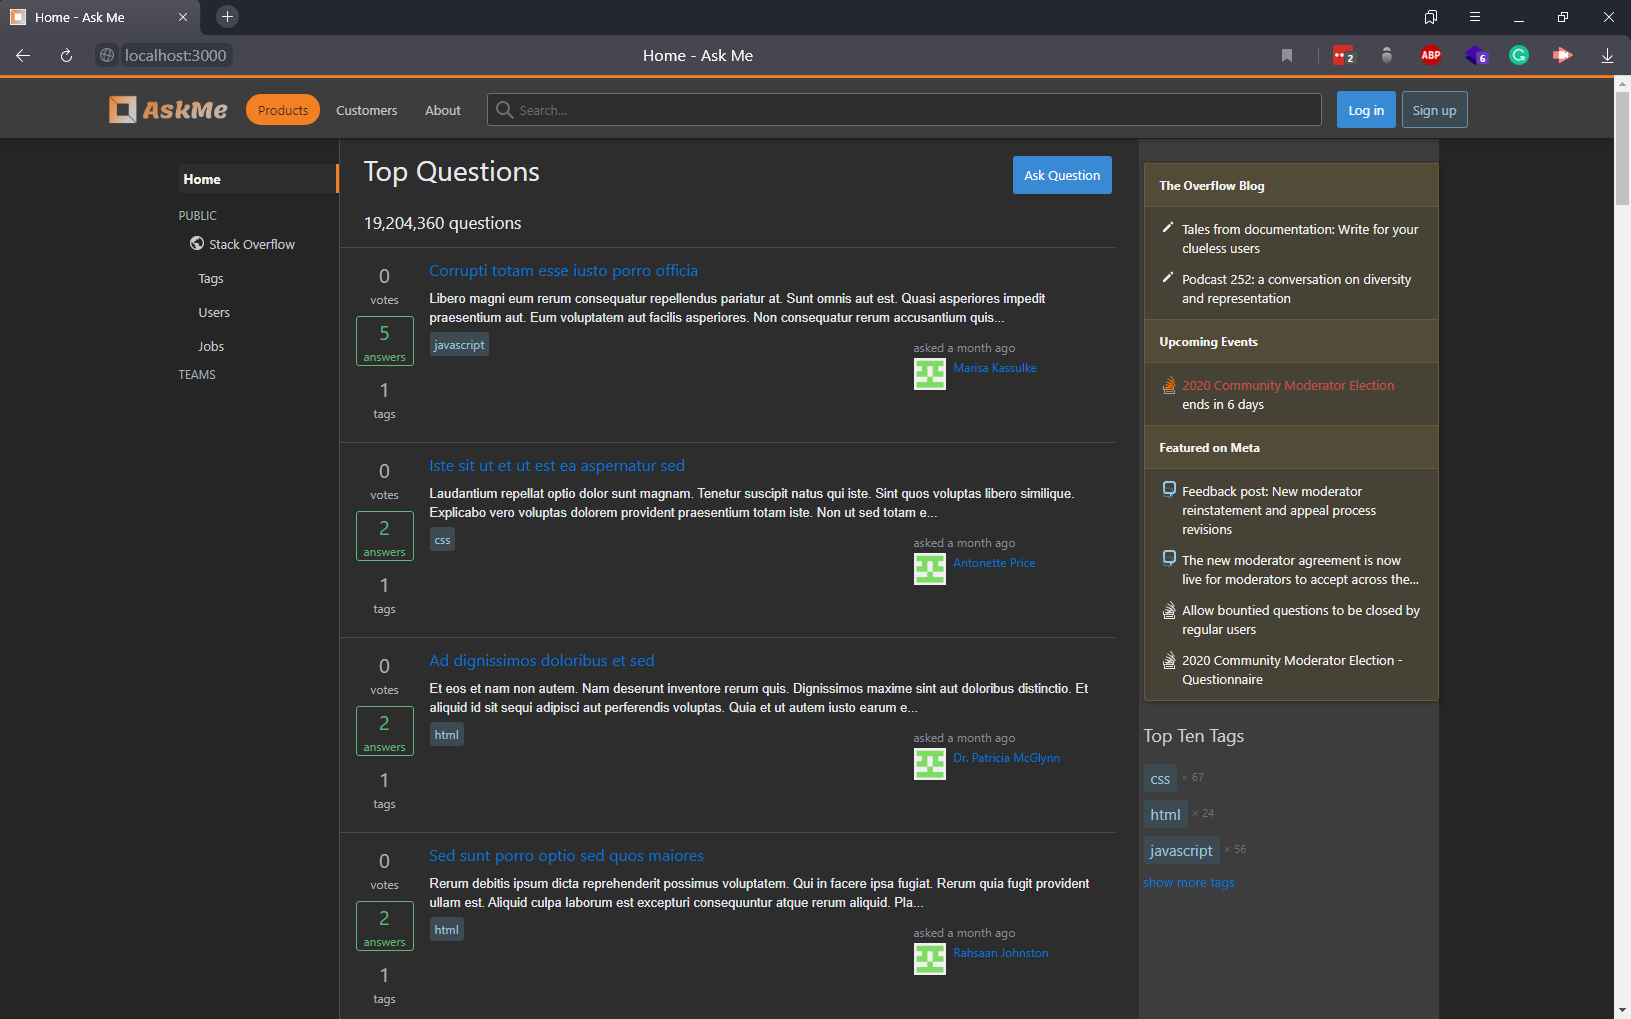 Home - Ask Me
localhost:3000
Home - Ask Me
2
ABP
6
G
AskMe
Products
Customers
About
Search...
Log in
Sign up
Home
PUBLIC
Stack Overflow
Tags
Users
Jobs
TEAMS
Top Questions
Ask Question
19,204,360 questions
0
votes
5
answers
1
tags
Corrupti totam esse iusto porro officia
Libero magni eum rerum consequatur repellendus pariatur at. Sunt omnis aut est. Quasi asperiores impedit
praesentium aut. Eum voluptatem aut facilis asperiores. Non consequatur rerum accusantium quis...
javascript
asked a month ago
Marisa Kassulke
0
votes
2
answers
1
tags
Iste sit ut et ut est ea aspernatur sed
Laudantium repellat optio dolor sunt magnam. Tenetur suscipit natus qui iste. Sint quos voluptas libero similique.
Explicabo vero voluptas dolorem provident praesentium totam iste. Non ut sed totam e...
css
asked a month ago
Antonette Price
0
votes
2
answers
1
tags
Ad dignissimos doloribus et sed
Et eos et nam non autem. Nam deserunt inventore rerum quis. Dignissimos maxime sint aut doloribus distinctio. Et
aliquid id sit sequi adipisci aut perferendis voluptas. Quia et ut autem iusto earum e...
html
asked a month ago
Dr. Patricia McGlynn
0
votes
2
answers
1
tags
Sed sunt porro optio sed quos maiores
Rerum debitis ipsum dicta reprehenderit possimus voluptatem. Qui in facere ipsa fugiat. Rerum quia fugit provident
ullam est. Aliquid culpa laborum est excepturi consequuntur atque rerum aliquid. Pla...
html
asked a month ago
Rahsaan Johnston
The Overflow Blog
Tales from documentation: Write for your
clueless users
Podcast 252: a conversation on diversity
and representation
Upcoming Events
2020 Community Moderator Election
ends in 6 days
Featured on Meta
Feedback post: New moderator
reinstatement and appeal process
revisions
The new moderator agreement is now
live for moderators to accept across the...
Allow bountied questions to be closed by
regular users
2020 Community Moderator Election -
Questionnaire
Top Ten Tags
css × 67
html × 24
javascript × 56
show more tags